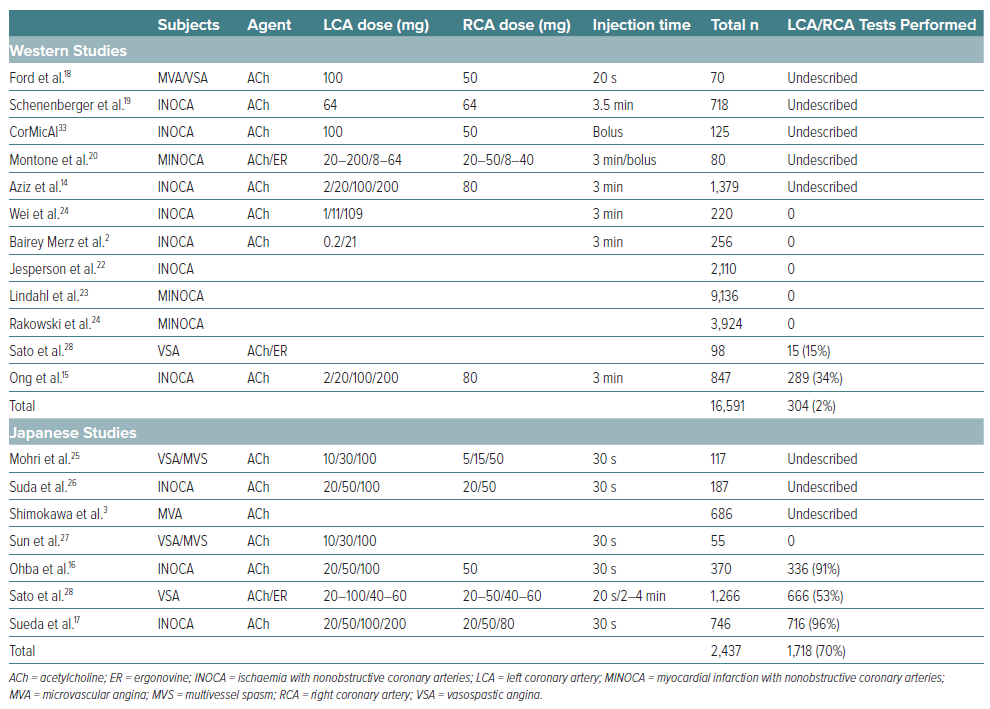 Subjects Agent LCA dose (mg) RCA dose (mg) Injection time Total n LCA/RCA Tests Performed
Western Studies
Ford et al.18 MVA/VSA ACh 100 50 20 s 70 Undescribed
Schenenberger et al.19 INOCA ACh 64 64 3.5 min 718 Undescribed
CorMicAl33 INOCA ACh 100 50 Bolus 125 Undescribed
Montone et al.20 MINOCA ACh/ER 20–200/8–64 20–50/8–40 3 min/bolus 80 Undescribed
Aziz et al.14 INOCA ACh 2/20/100/200 80 3 min 1,379 Undescribed
Wei et al.24 INOCA ACh 1/11/109 3 min 220 0
Bairey Merz et al.2 INOCA ACh 0.2/21 3 min 256 0
Jesperson et al.22 INOCA 2,110 0
Lindahl et al.23 MINOCA 9,136 0
Rakowski et al.24 MINOCA 3,924 0
Sato et al.28 VSA ACh/ER 98 15 (15%)
Ong et al.15 INOCA ACh 2/20/100/200 80 3 min 847 289 (34%)
Total 16,591 304 (2%)
Japanese Studies
Mohri et al.25 VSA/MVS ACh 10/30/100 5/15/50 30 s 117 Undescribed
Suda et al.26 INOCA ACh 20/50/100 20/50 30 s 187 Undescribed
Shimokawa et al.3 MVA ACh 686 Undescribed
Sun et al.27 VSA/MVS ACh 10/30/100 30 s 55 0
Ohba et al.16 INOCA ACh 20/50/100 50 30 s 370 336 (91%)
Sato et al.28 VSA ACh/ER 20–100/40–60 20–50/40–60 20 s/2–4 min 1,266 666 (53%)
Sueda et al.17 INOCA ACh 20/50/100/200 20/50/80 30 s 746 716 (96%)
Total 2,437 1,718 (70%)
ACh = acetylcholine; ER = ergonovine; INOCA = ischaemia with nonobstructive coronary arteries; LCA = left coronary artery; MINOCA = myocardial infarction with nonobstructive coronary arteries;
MVA = microvascular angina; MVS = multivessel spasm; RCA = right coronary artery; VSA = vasospastic angina.